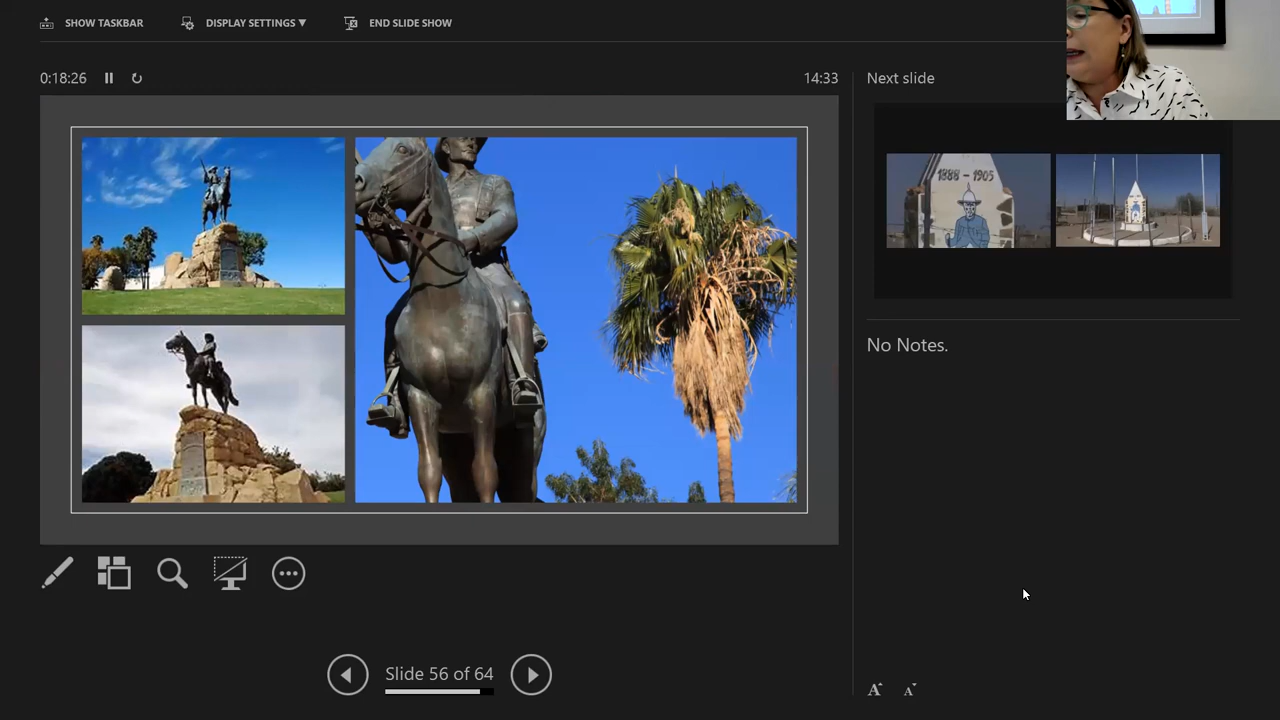 SHOW TASKBAR
DISPLAY SETTINGS ▼
END SLIDE SHOW
0:18:26
14:33
Next slide
1888 - 1905
No Notes.
Slide 56 of 64
A A